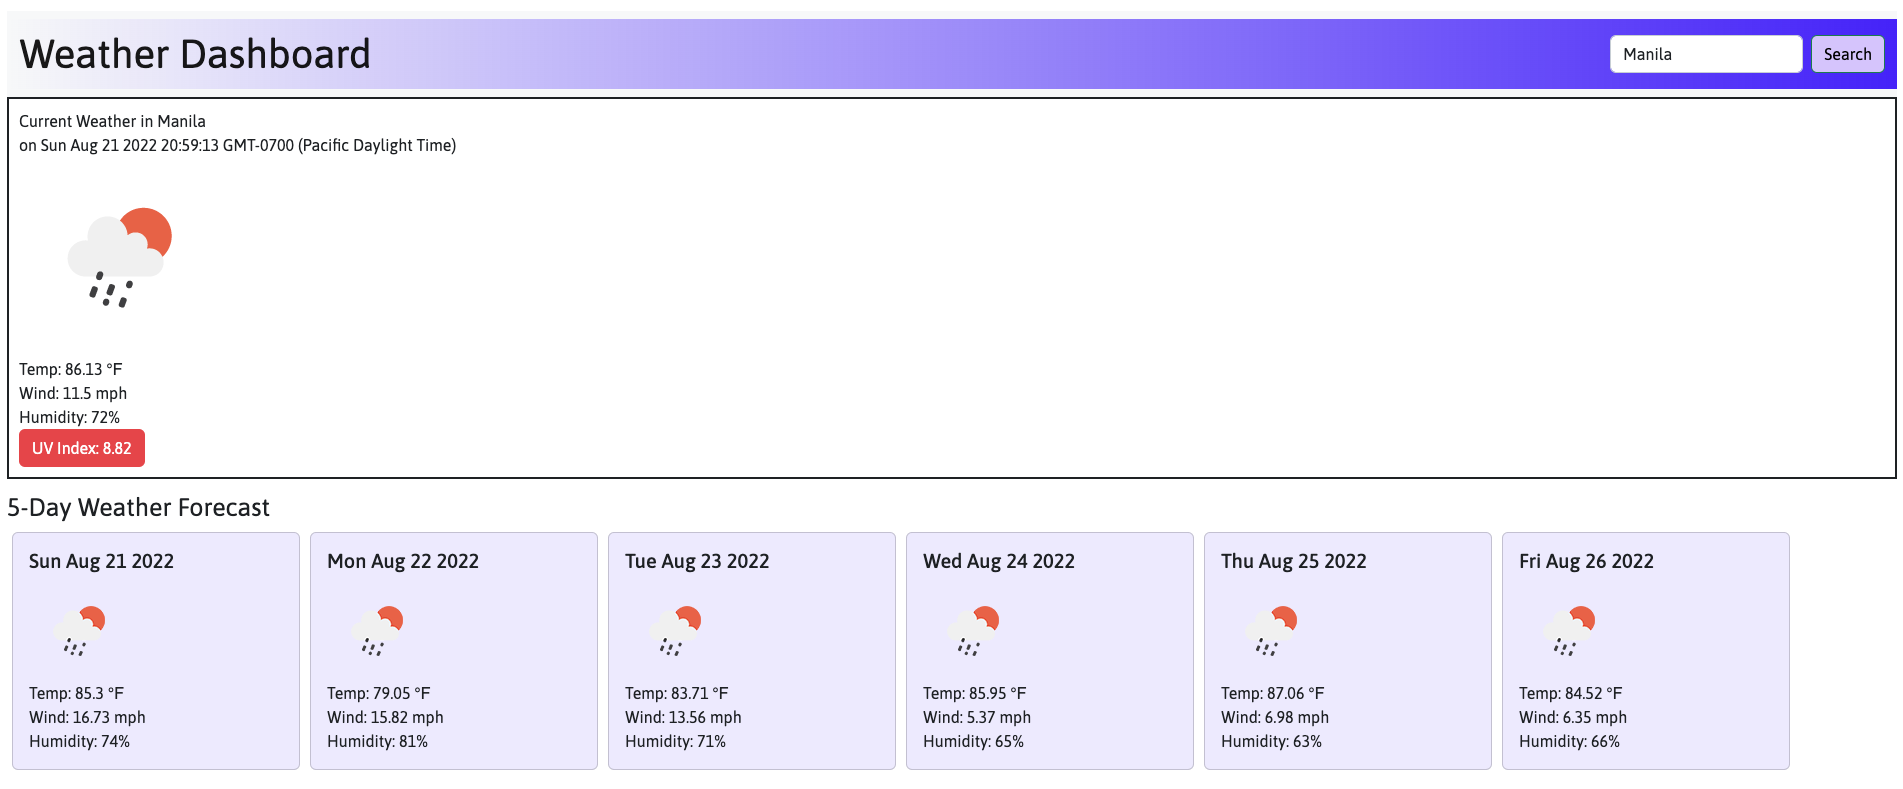 Weather Dashboard
Manila
Search
Current Weather in Manila
on Sun Aug 21 2022 20:59:13 GMT-0700 (Pacific Daylight Time)
Temp: 86.13 °F
Wind: 11.5 mph
Humidity: 72%
UV Index: 8.82
5-Day Weather Forecast
Sun Aug 21 2022
Temp: 85.3 °F
Wind: 16.73 mph
Humidity: 74%
Mon Aug 22 2022
Temp: 79.05 °F
Wind: 15.82 mph
Humidity: 81%
Tue Aug 23 2022
Temp: 83.71 °F
Wind: 13.56 mph
Humidity: 71%
Wed Aug 24 2022
Temp: 85.95 °F
Wind: 5.37 mph
Humidity: 65%
Thu Aug 25 2022
Temp: 87.06 °F
Wind: 6.98 mph
Humidity: 63%
Fri Aug 26 2022
Temp: 84.52 °F
Wind: 6.35 mph
Humidity: 66%